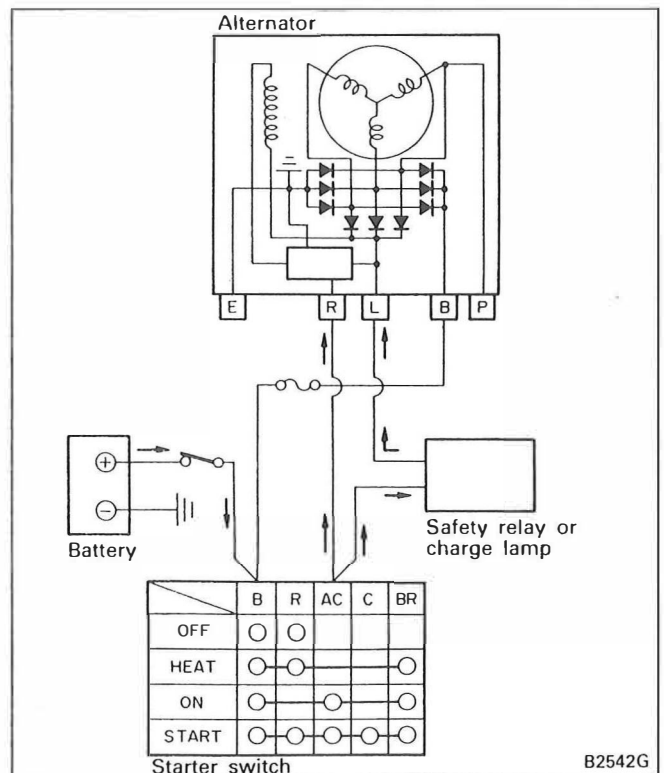 Alternator
E R L B P
Battery
Safety relay or
charge lamp
B R AC C BR
OFF
HEAT
ON
START
Starter switch
B2542G